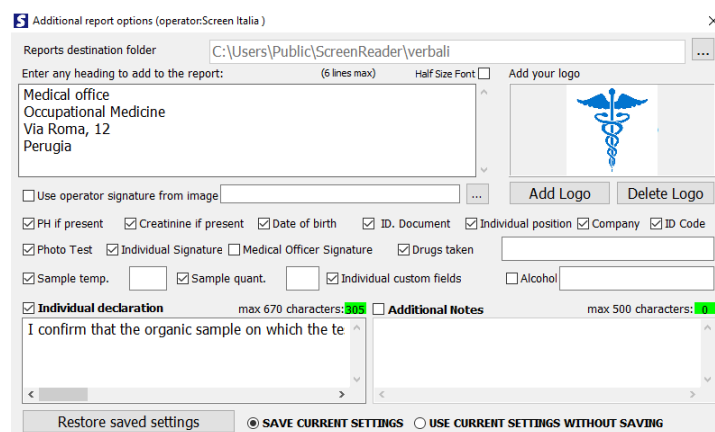 S Additional report options (operator:Screen Italia )
Reports destination folder C:\Users\Public\ScreenReader\verbali ...
Enter any heading to add to the report: (6 lines max) Half Size Font Add your logo
Medical office
Occupational Medicine
Via Roma, 12
Perugia
Use operator signature from image ... Add Logo Delete Logo
PH if present Creatinine if present Date of birth ID. Document Individual position Company ID Code
Photo Test Individual Signature Medical Officer Signature Drugs taken
Sample temp. Sample quant. Individual custom fields Alcohol
Individual declaration max 670 characters: 305 Additional Notes max 500 characters: 0
I confirm that the organic sample on which the te
Restore saved settings SAVE CURRENT SETTINGS USE CURRENT SETTINGS WITHOUT SAVING